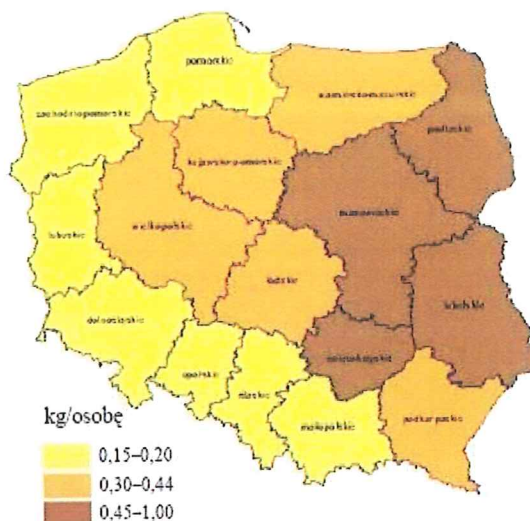 pomorskie
zachodniopomorskie
warmińsko-mazurskie
podlaskie
kujawsko-pomorskie
mazowieckie
lubuskie
wielkopolskie
łódzkie
lubelskie
dolnośląskie
świętokrzyskie
opolskie
śląskie
małopolskie
podkarpackie
kg/osobę
0,15–0,20
0,30–0,44
0,45–1,00